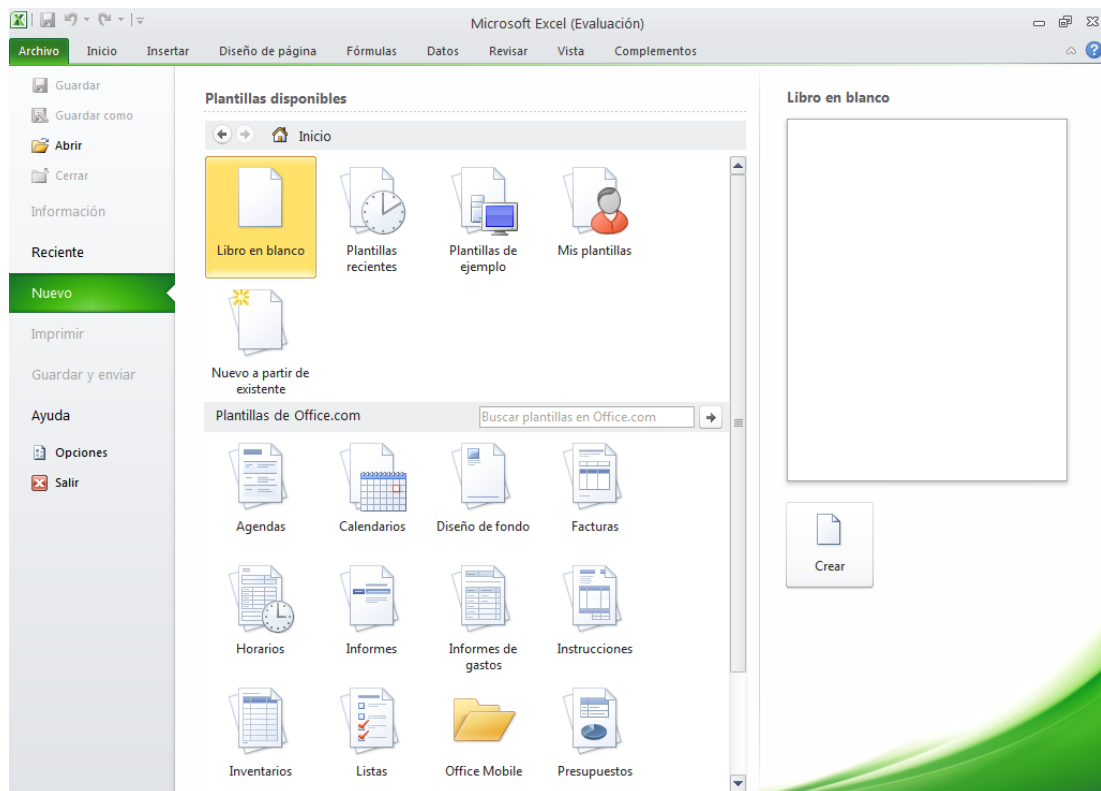 Microsoft Excel (Evaluación)
Archivo Inicio Insertar Diseño de página Fórmulas Datos Revisar Vista Complementos
Guardar
Guardar como
Abrir
Cerrar
Información
Reciente
Nuevo
Imprimir
Guardar y enviar
Ayuda
Opciones
Salir
Plantillas disponibles
Inicio
Libro en blanco
Plantillas
recientes
Plantillas de
ejemplo
Mis plantillas
Nuevo a partir de
existente
Plantillas de Office.com
Buscar plantillas en Office.com
Agendas
Calendarios
Diseño de fondo
Facturas
Horarios
Informes
Informes de
gastos
Instrucciones
Inventarios
Listas
Office Mobile
Presupuestos
Libro en blanco
Crear